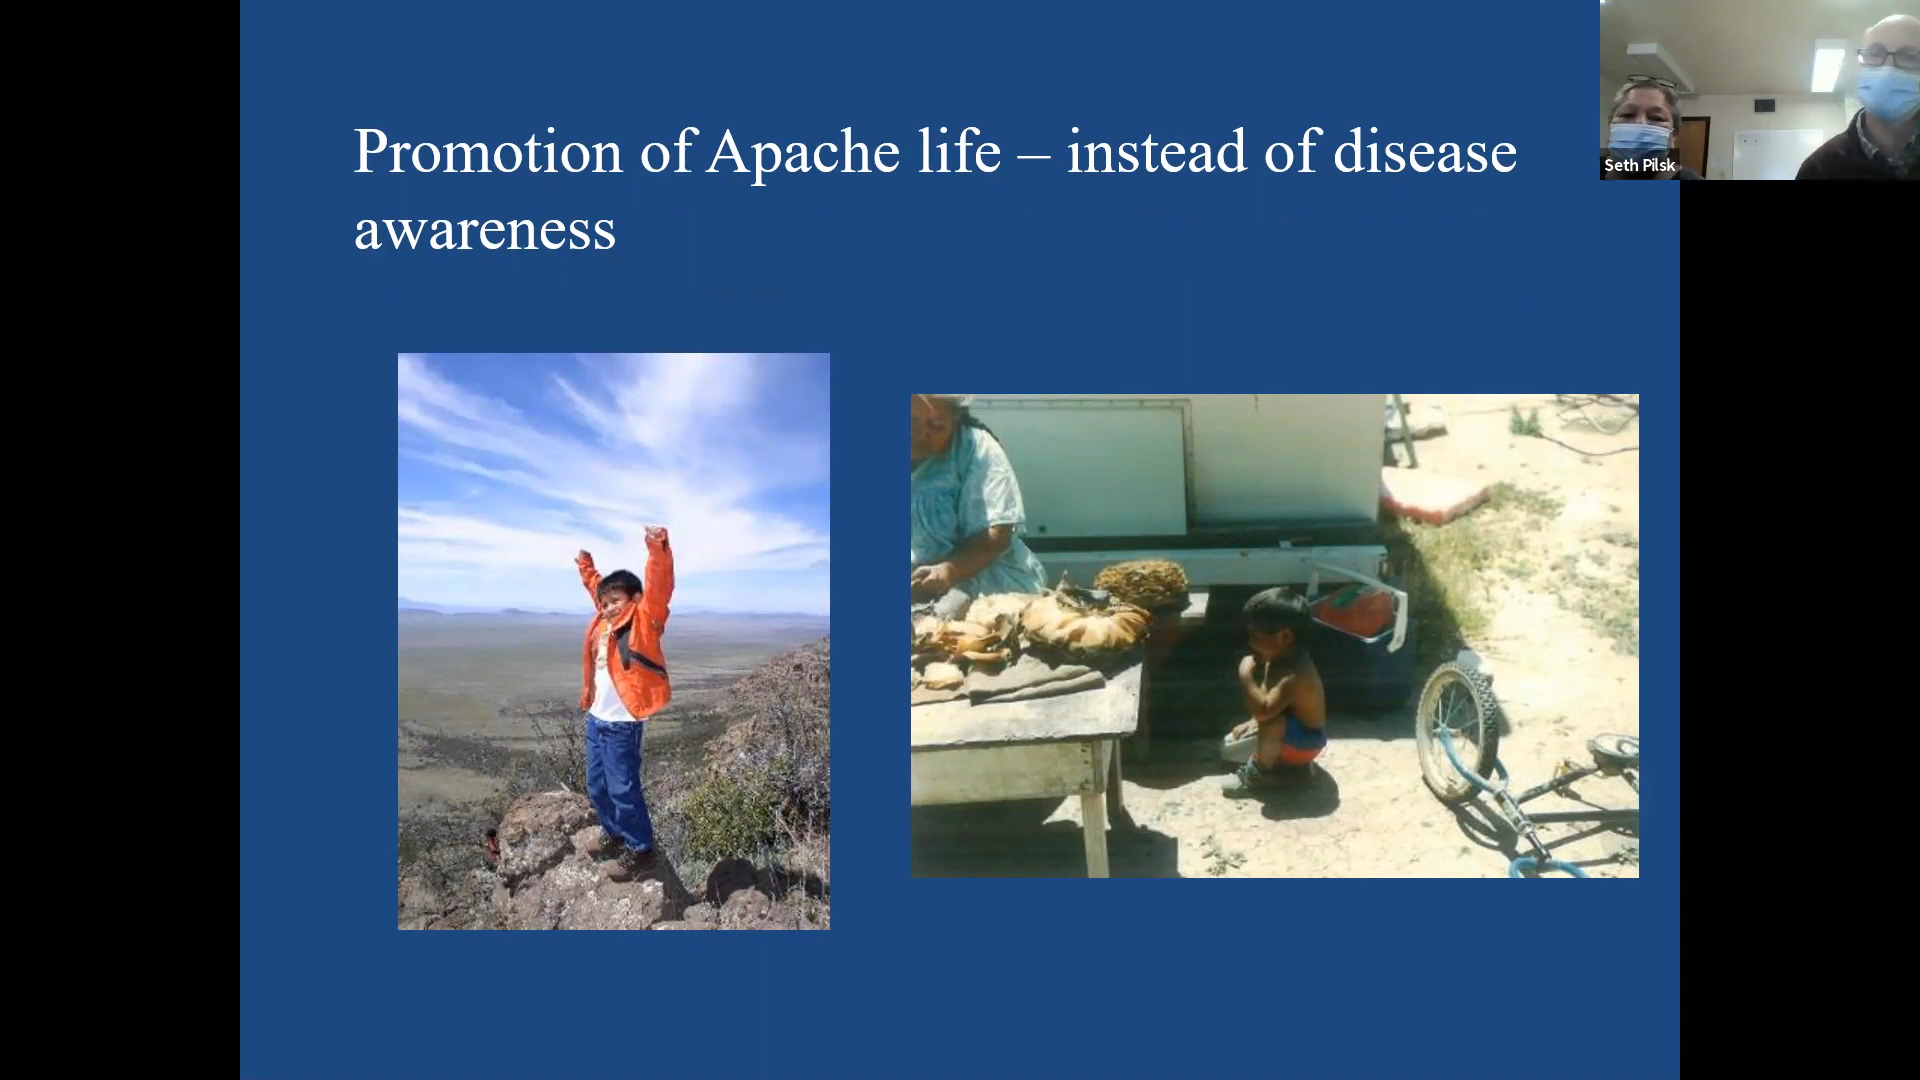 Promotion of Apache life – instead of disease
awareness
Seth Pilsk